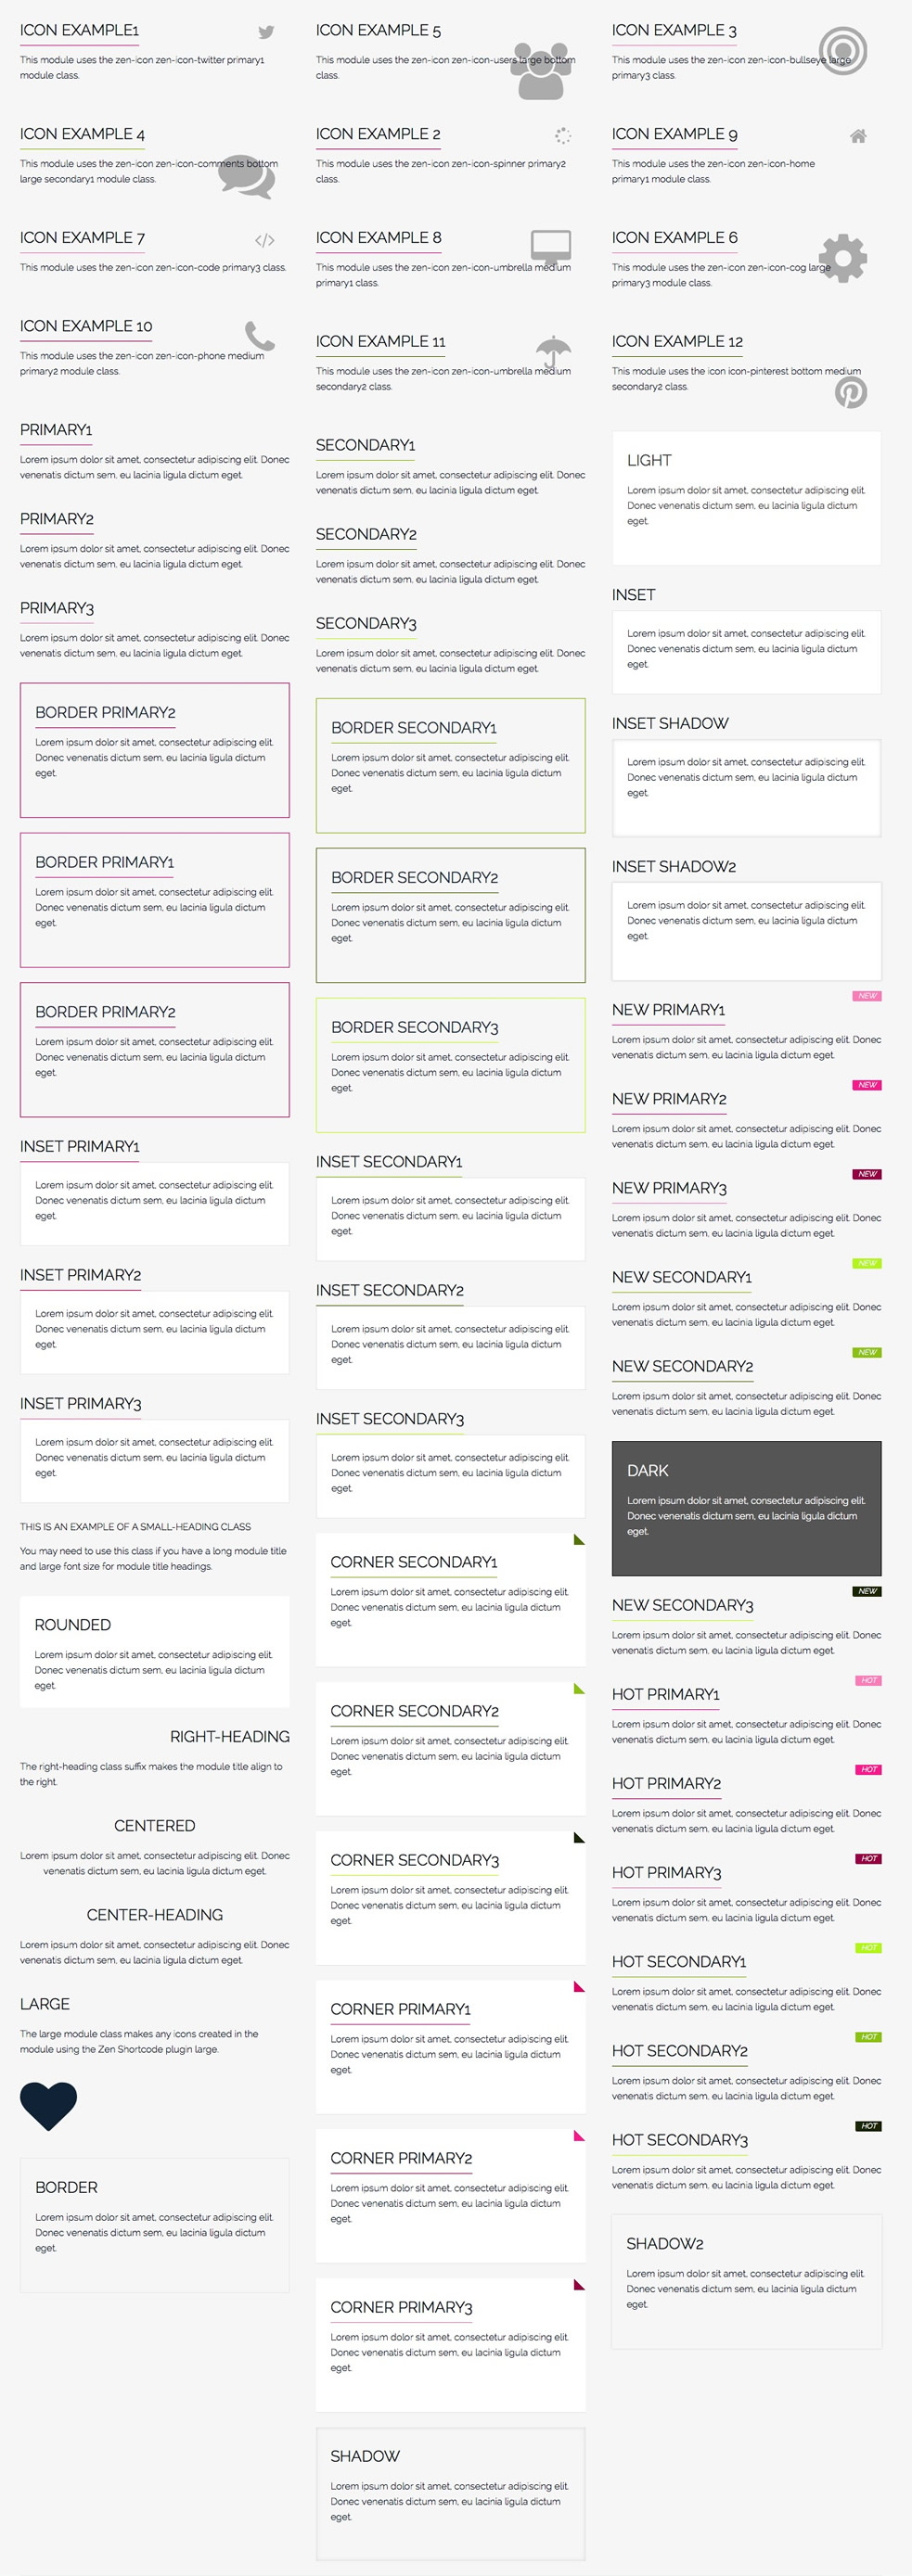 ICON EXAMPLE1
This module uses the zen-icon zen-icon-twitter primary1
module class.
ICON EXAMPLE 5
This module uses the zen-icon zen-icon-users large bottom
class.
ICON EXAMPLE 3
This module uses the zen-icon zen-icon-bullseye large
primary3 class.
ICON EXAMPLE 4
This module uses the zen-icon zen-icon-comments bottom
large secondary1 module class.
ICON EXAMPLE 2
This module uses the zen-icon zen-icon-spinner primary2
class.
ICON EXAMPLE 9
This module uses the zen-icon zen-icon-home
primary1 module class.
ICON EXAMPLE 7
This module uses the zen-icon zen-icon-code primary3 class.
ICON EXAMPLE 8
This module uses the zen-icon zen-icon-umbrella medium
primary1 class.
ICON EXAMPLE 6
This module uses the zen-icon zen-icon-cog large
primary3 module class.
ICON EXAMPLE 10
This module uses the zen-icon zen-icon-phone medium
primary2 module class.
ICON EXAMPLE 11
This module uses the zen-icon zen-icon-umbrella medium
secondary2 class.
ICON EXAMPLE 12
This module uses the icon icon-pinterest bottom medium
secondary2 class.
PRIMARY1
Lorem ipsum dolor sit amet, consectetur adipiscing elit. Donec
venenatis dictum sem, eu lacinia ligula dictum eget.
PRIMARY2
Lorem ipsum dolor sit amet, consectetur adipiscing elit. Donec
venenatis dictum sem, eu lacinia ligula dictum eget.
PRIMARY3
Lorem ipsum dolor sit amet, consectetur adipiscing elit. Donec
venenatis dictum sem, eu lacinia ligula dictum eget.
BORDER PRIMARY2
Lorem ipsum dolor sit amet, consectetur adipiscing elit.
Donec venenatis dictum sem, eu lacinia ligula dictum
eget.
BORDER PRIMARY1
Lorem ipsum dolor sit amet, consectetur adipiscing elit.
Donec venenatis dictum sem, eu lacinia ligula dictum
eget.
BORDER PRIMARY2
Lorem ipsum dolor sit amet, consectetur adipiscing elit.
Donec venenatis dictum sem, eu lacinia ligula dictum
eget.
INSET PRIMARY1
Lorem ipsum dolor sit amet, consectetur adipiscing elit.
Donec venenatis dictum sem, eu lacinia ligula dictum
eget.
INSET PRIMARY2
Lorem ipsum dolor sit amet, consectetur adipiscing elit.
Donec venenatis dictum sem, eu lacinia ligula dictum
eget.
INSET PRIMARY3
Lorem ipsum dolor sit amet, consectetur adipiscing elit.
Donec venenatis dictum sem, eu lacinia ligula dictum
eget.
THIS IS AN EXAMPLE OF A SMALL-HEADING CLASS
You may need to use this class if you have a long module title
and large font size for module title headings.
ROUNDED
Lorem ipsum dolor sit amet, consectetur adipiscing elit.
Donec venenatis dictum sem, eu lacinia ligula dictum
eget.
RIGHT-HEADING
The right-heading class suffix makes the module title align to
the right.
CENTERED
Lorem ipsum dolor sit amet, consectetur adipiscing elit. Donec
venenatis dictum sem, eu lacinia ligula dictum eget.
CENTER-HEADING
Lorem ipsum dolor sit amet, consectetur adipiscing elit. Donec
venenatis dictum sem, eu lacinia ligula dictum eget.
LARGE
The large module class makes any icons created in the
module using the Zen Shortcode plugin large.
BORDER
Lorem ipsum dolor sit amet, consectetur adipiscing elit.
Donec venenatis dictum sem, eu lacinia ligula dictum
eget.
SECONDARY1
Lorem ipsum dolor sit amet, consectetur adipiscing elit. Donec
venenatis dictum sem, eu lacinia ligula dictum eget.
SECONDARY2
Lorem ipsum dolor sit amet, consectetur adipiscing elit. Donec
venenatis dictum sem, eu lacinia ligula dictum eget.
SECONDARY3
Lorem ipsum dolor sit amet, consectetur adipiscing elit. Donec
venenatis dictum sem, eu lacinia ligula dictum eget.
BORDER SECONDARY1
Lorem ipsum dolor sit amet, consectetur adipiscing elit.
Donec venenatis dictum sem, eu lacinia ligula dictum
eget.
BORDER SECONDARY2
Lorem ipsum dolor sit amet, consectetur adipiscing elit.
Donec venenatis dictum sem, eu lacinia ligula dictum
eget.
BORDER SECONDARY3
Lorem ipsum dolor sit amet, consectetur adipiscing elit.
Donec venenatis dictum sem, eu lacinia ligula dictum
eget.
INSET SECONDARY1
Lorem ipsum dolor sit amet, consectetur adipiscing elit.
Donec venenatis dictum sem, eu lacinia ligula dictum
eget.
INSET SECONDARY2
Lorem ipsum dolor sit amet, consectetur adipiscing elit.
Donec venenatis dictum sem, eu lacinia ligula dictum
eget.
INSET SECONDARY3
Lorem ipsum dolor sit amet, consectetur adipiscing elit.
Donec venenatis dictum sem, eu lacinia ligula dictum
eget.
CORNER SECONDARY1
Lorem ipsum dolor sit amet, consectetur adipiscing elit.
Donec venenatis dictum sem, eu lacinia ligula dictum
eget.
CORNER SECONDARY2
Lorem ipsum dolor sit amet, consectetur adipiscing elit.
Donec venenatis dictum sem, eu lacinia ligula dictum
eget.
CORNER SECONDARY3
Lorem ipsum dolor sit amet, consectetur adipiscing elit.
Donec venenatis dictum sem, eu lacinia ligula dictum
eget.
CORNER PRIMARY1
Lorem ipsum dolor sit amet, consectetur adipiscing elit.
Donec venenatis dictum sem, eu lacinia ligula dictum
eget.
CORNER PRIMARY2
Lorem ipsum dolor sit amet, consectetur adipiscing elit.
Donec venenatis dictum sem, eu lacinia ligula dictum
eget.
CORNER PRIMARY3
Lorem ipsum dolor sit amet, consectetur adipiscing elit.
Donec venenatis dictum sem, eu lacinia ligula dictum
eget.
SHADOW
Lorem ipsum dolor sit amet, consectetur adipiscing elit.
Donec venenatis dictum sem, eu lacinia ligula dictum
eget.
LIGHT
Lorem ipsum dolor sit amet, consectetur adipiscing elit.
Donec venenatis dictum sem, eu lacinia ligula dictum
eget.
INSET
Lorem ipsum dolor sit amet, consectetur adipiscing elit.
Donec venenatis dictum sem, eu lacinia ligula dictum
eget.
INSET SHADOW
Lorem ipsum dolor sit amet, consectetur adipiscing elit.
Donec venenatis dictum sem, eu lacinia ligula dictum
eget.
INSET SHADOW2
Lorem ipsum dolor sit amet, consectetur adipiscing elit.
Donec venenatis dictum sem, eu lacinia ligula dictum
eget.
NEW
NEW PRIMARY1
Lorem ipsum dolor sit amet, consectetur adipiscing elit. Donec
venenatis dictum sem, eu lacinia ligula dictum eget.
NEW
NEW PRIMARY2
Lorem ipsum dolor sit amet, consectetur adipiscing elit. Donec
venenatis dictum sem, eu lacinia ligula dictum eget.
NEW
NEW PRIMARY3
Lorem ipsum dolor sit amet, consectetur adipiscing elit. Donec
venenatis dictum sem, eu lacinia ligula dictum eget.
NEW
NEW SECONDARY1
Lorem ipsum dolor sit amet, consectetur adipiscing elit. Donec
venenatis dictum sem, eu lacinia ligula dictum eget.
NEW
NEW SECONDARY2
Lorem ipsum dolor sit amet, consectetur adipiscing elit. Donec
venenatis dictum sem, eu lacinia ligula dictum eget.
DARK
Lorem ipsum dolor sit amet, consectetur adipiscing elit.
Donec venenatis dictum sem, eu lacinia ligula dictum
eget.
NEW
NEW SECONDARY3
Lorem ipsum dolor sit amet, consectetur adipiscing elit. Donec
venenatis dictum sem, eu lacinia ligula dictum eget.
HOT
HOT PRIMARY1
Lorem ipsum dolor sit amet, consectetur adipiscing elit. Donec
venenatis dictum sem, eu lacinia ligula dictum eget.
HOT
HOT PRIMARY2
Lorem ipsum dolor sit amet, consectetur adipiscing elit. Donec
venenatis dictum sem, eu lacinia ligula dictum eget.
HOT
HOT PRIMARY3
Lorem ipsum dolor sit amet, consectetur adipiscing elit. Donec
venenatis dictum sem, eu lacinia ligula dictum eget.
HOT
HOT SECONDARY1
Lorem ipsum dolor sit amet, consectetur adipiscing elit. Donec
venenatis dictum sem, eu lacinia ligula dictum eget.
HOT
HOT SECONDARY2
Lorem ipsum dolor sit amet, consectetur adipiscing elit. Donec
venenatis dictum sem, eu lacinia ligula dictum eget.
HOT
HOT SECONDARY3
Lorem ipsum dolor sit amet, consectetur adipiscing elit. Donec
venenatis dictum sem, eu lacinia ligula dictum eget.
SHADOW2
Lorem ipsum dolor sit amet, consectetur adipiscing elit.
Donec venenatis dictum sem, eu lacinia ligula dictum
eget.